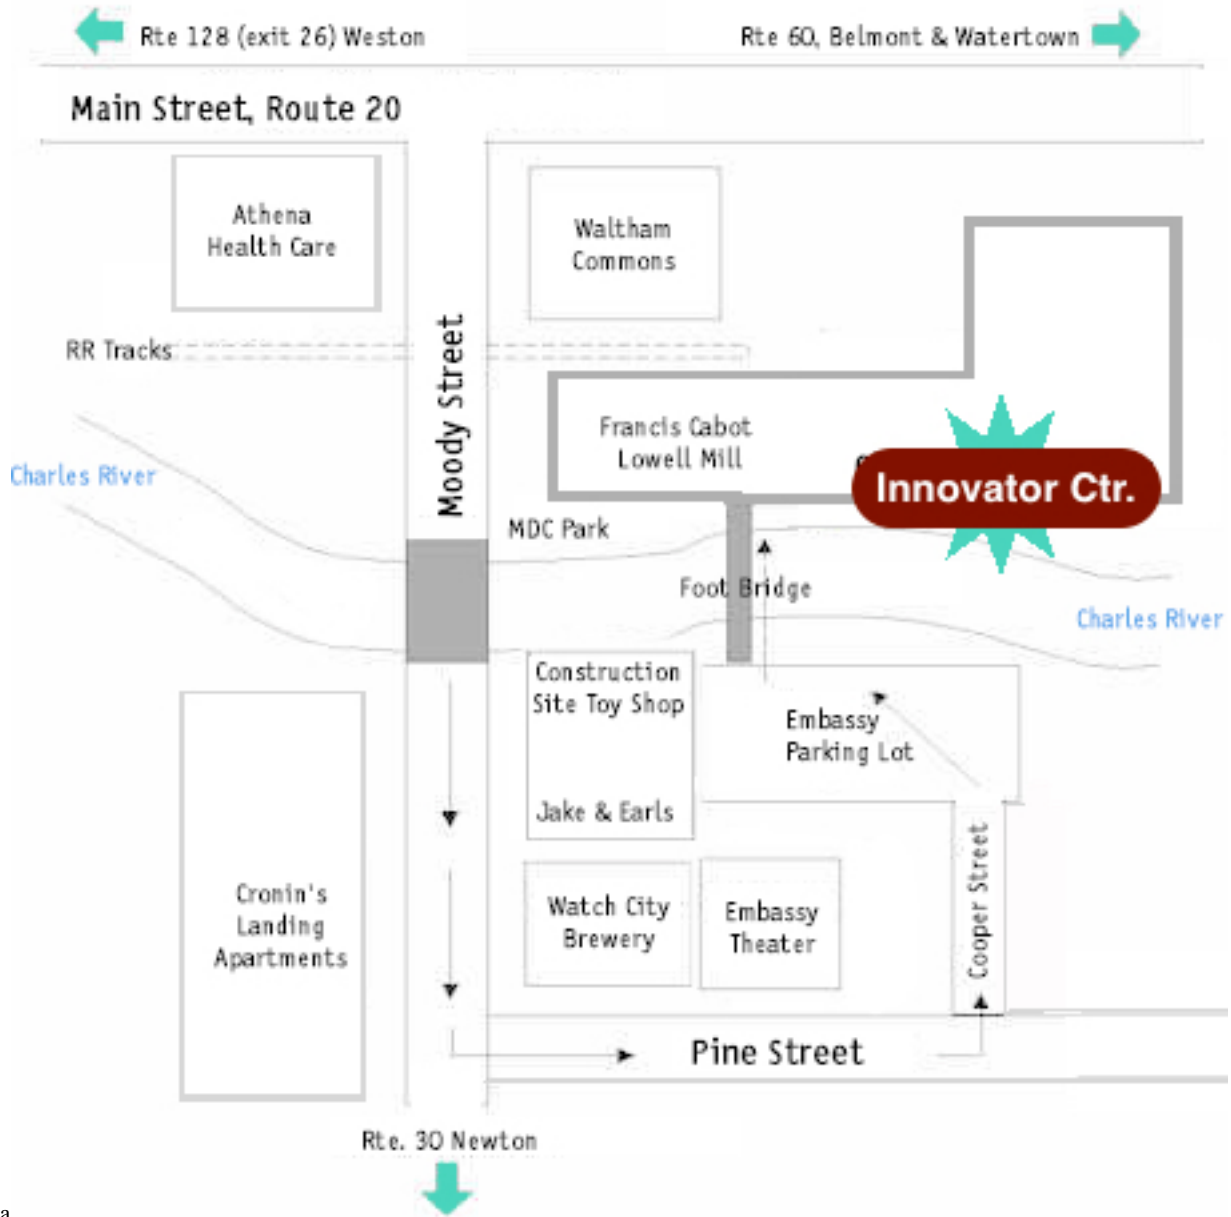 Rte 128 (exit 26) Weston
Rte 60, Belmont & Watertown
Main Street, Route 20
Athena
Health Care
Waltham
Commons
RR Tracks
Moody Street
Francis Cabot
Lowell Mill
Innovator Ctr.
Charles River
MDC Park
Foot Bridge
Charles River
Construction
Site Toy Shop
Embassy
Parking Lot
Jake & Earls
Cooper Street
Cronin's
Landing
Apartments
Watch City
Brewery
Embassy
Theater
Pine Street
Rte. 30 Newton
a